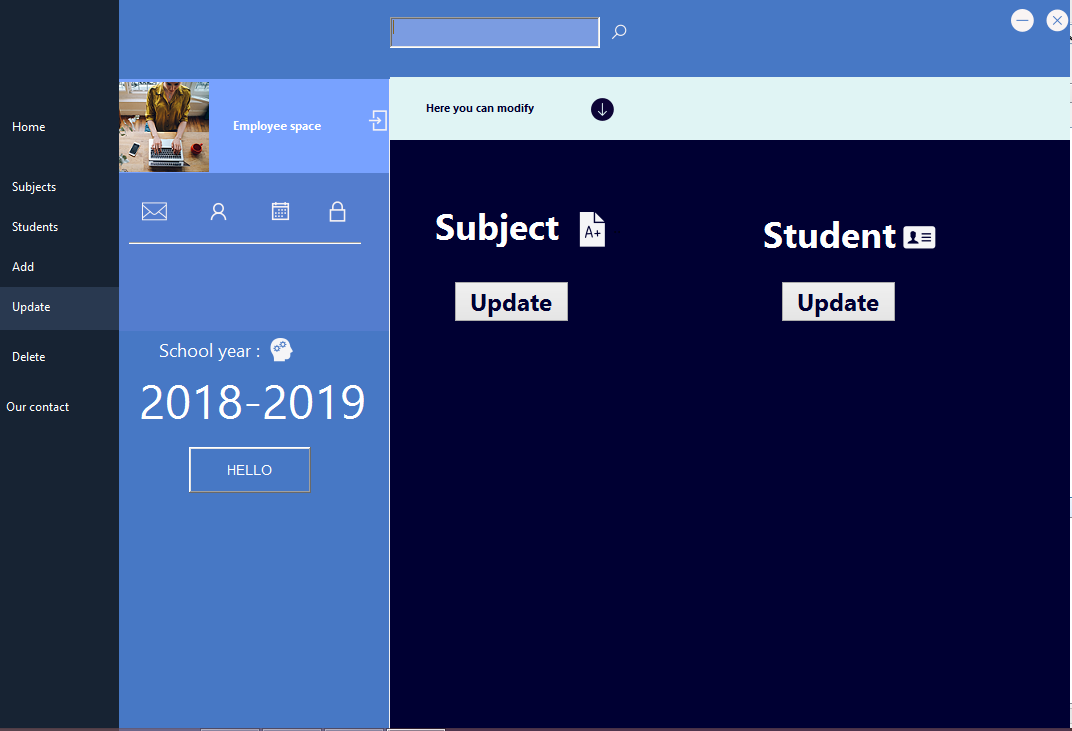 Home
Subjects
Students
Add
Update
Delete
Our contact
Employee space
School year :
2018-2019
HELLO
Here you can modify
Subject
A+
Update
Student
Update